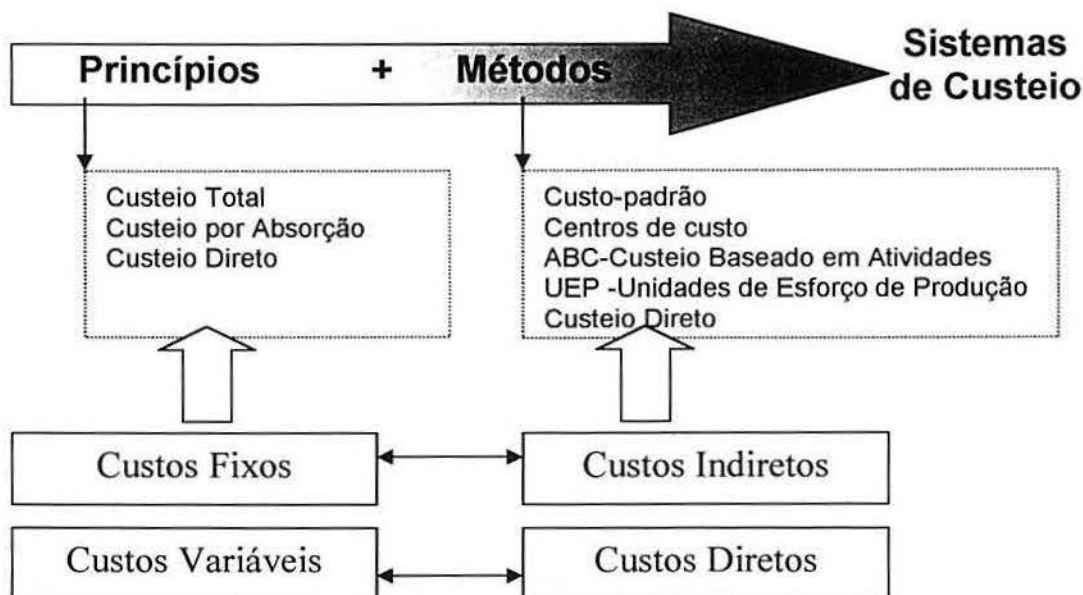 Princípios + Métodos
Sistemas
de Custeio
Custeio Total
Custeio por Absorção
Custeio Direto
Custo-padrão
Centros de custo
ABC-Custeio Baseado em Atividades
UEP -Unidades de Esforço de Produção
Custeio Direto
Custos Fixos
Custos Indiretos
Custos Variáveis
Custos Diretos